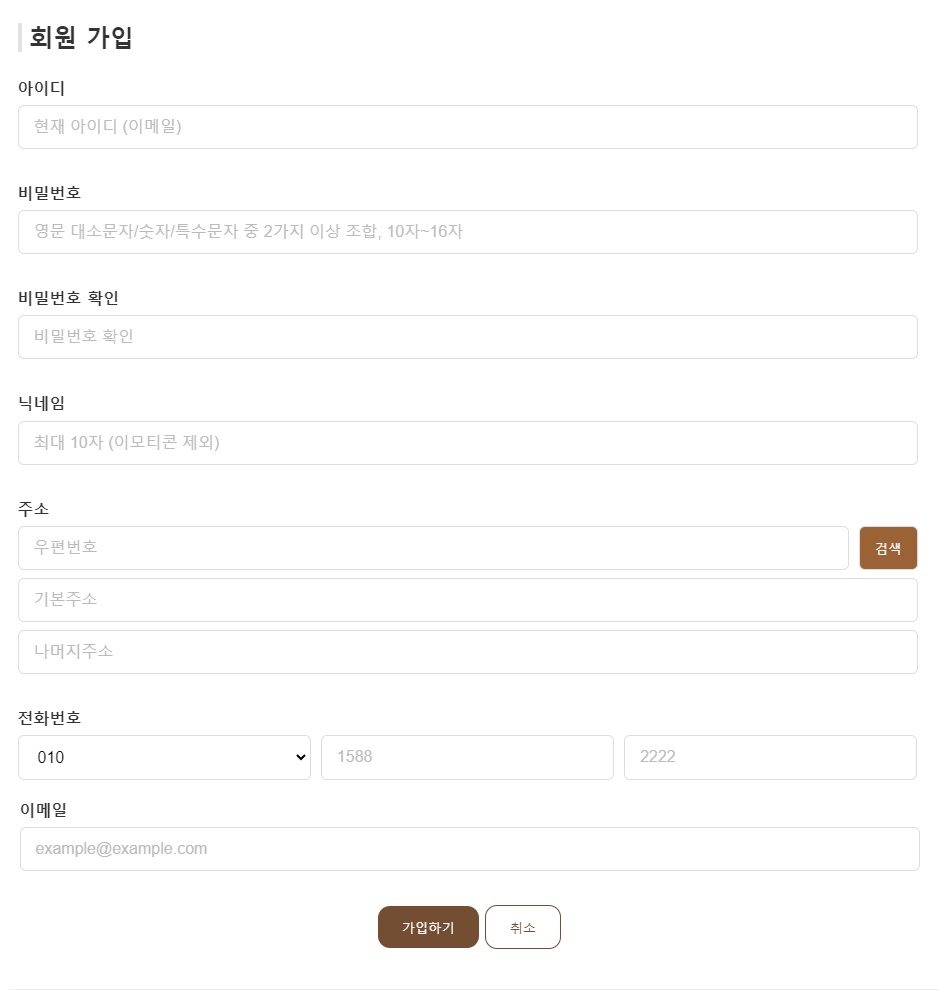 회원 가입
아이디
현재 아이디 (이메일)
비밀번호
영문 대소문자/숫자/특수문자 중 2가지 이상 조합, 10자~16자
비밀번호 확인
비밀번호 확인
닉네임
최대 10자 (이모티콘 제외)
주소
우편번호 검색
기본주소
나머지주소
전화번호
010 1588 2222
이메일
example@example.com
가입하기 취소